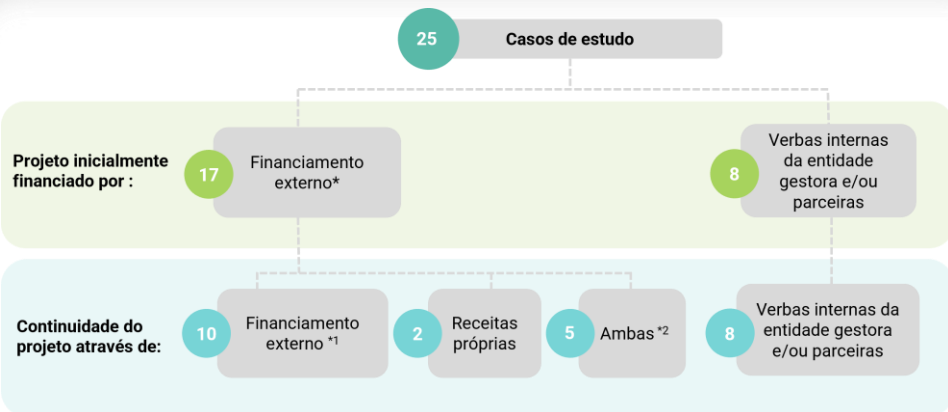 25
Casos de estudo
Projeto inicialmente
financiado por :
17
Financiamento
externo*
8
Verbas internas
da entidade
gestora e/ou
parceiras
Continuidade do
projeto através de:
10
Financiamento
externo *1
2
Receitas
próprias
5
Ambas *2
8
Verbas internas da
entidade gestora
e/ou parceiras